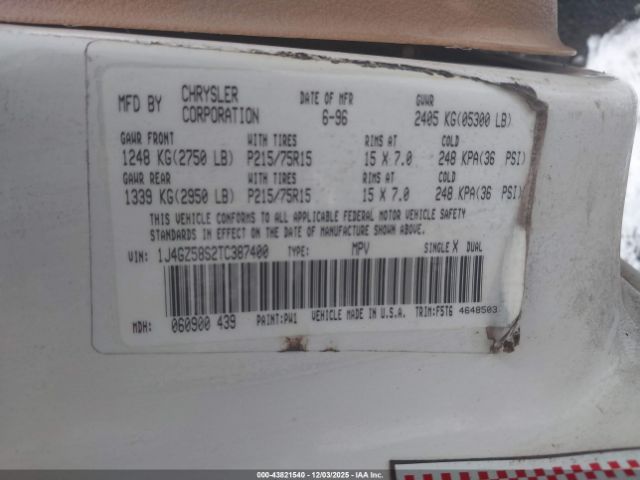 MFD BY CHRYSLER CORPORATION DATE OF MFR 6-96 GVWR 2405 KG(05300 LB)
GAWR FRONT WITH TIRES RIMS AT COLD
1248 KG(2750 LB) P215/75R15 15 X 7.0 248 KPA(36 PSI)
GAWR REAR WITH TIRES RIMS AT COLD
1339 KG(2950 LB) P215/75R15 15 X 7.0 248 KPA(36 PSI)
THIS VEHICLE CONFORMS TO ALL APPLICABLE FEDERAL MOTOR VEHICLE SAFETY
STANDARDS IN EFFECT ON THE DATE OF MANUFACTURE SHOWN ABOVE.
VIN: 1J4GZ58S2TC387400 TYPE: MPV SINGLE X DUAL
MDH: 060900 439 PAINT:PW1 VEHICLE MADE IN U.S.A. TRIM:FSTG 4648503
000-43821540 - 12/03/2025 - IAAI.COM